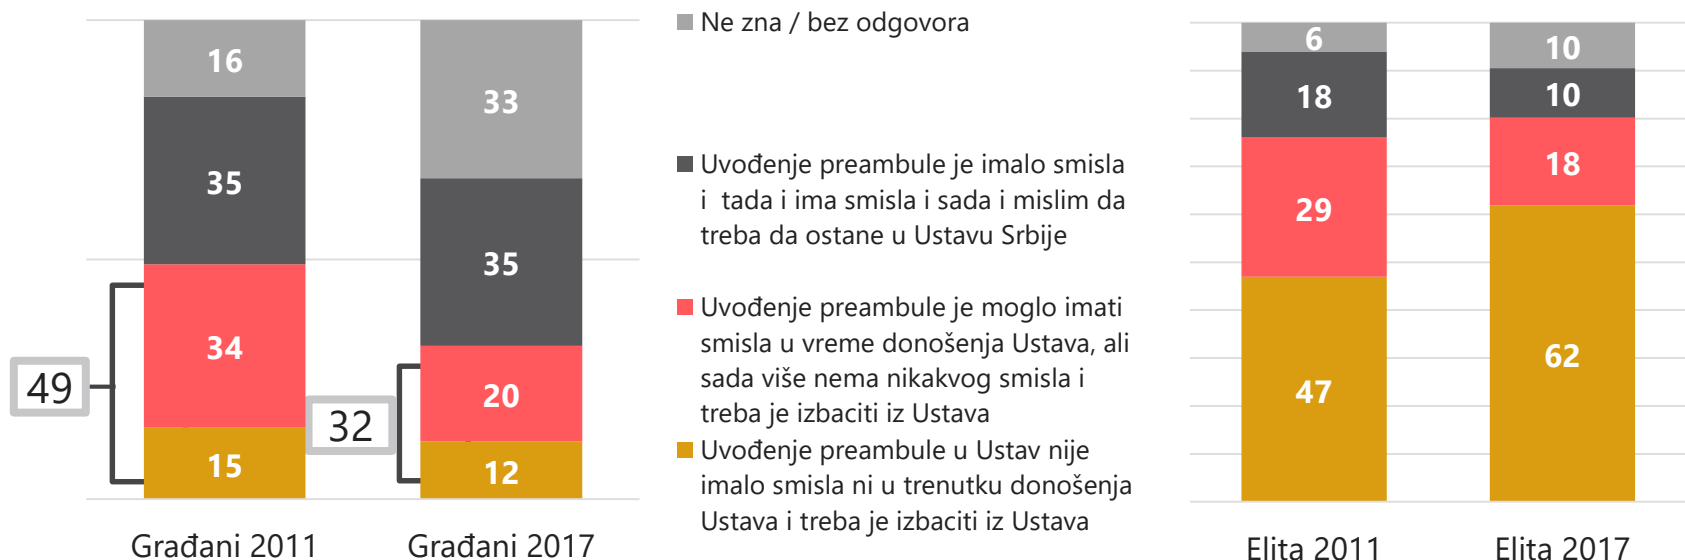 16
35
34
15
49
Građani 2011
33
35
20
12
32
Građani 2017
Ne zna / bez odgovora
Uvođenje preambule je imalo smisla
i tada i ima smisla i sada i mislim da
treba da ostane u Ustavu Srbije
Uvođenje preambule je moglo imati
smisla u vreme donošenja Ustava, ali
sada više nema nikakvog smisla i
treba je izbaciti iz Ustava
Uvođenje preambule u Ustav nije
imalo smisla ni u trenutku donošenja
Ustava i treba je izbaciti iz Ustava
6
18
29
47
Elita 2011
10
10
18
62
Elita 2017